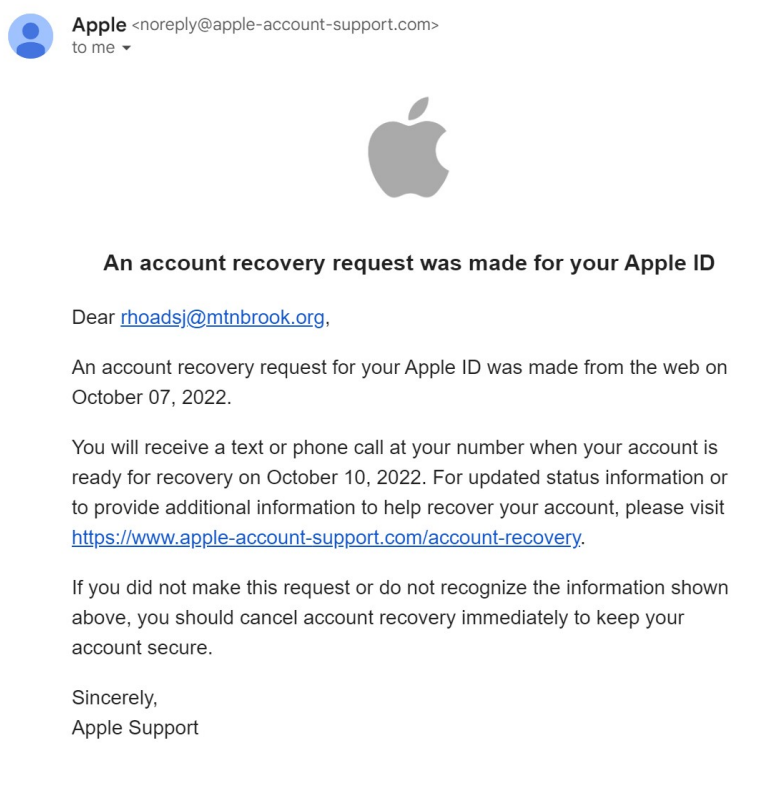 Apple <noreply@apple-account-support.com>
to me
An account recovery request was made for your Apple ID
Dear rhoadsj@mtnbrook.org,
An account recovery request for your Apple ID was made from the web on
October 07, 2022.
You will receive a text or phone call at your number when your account is
ready for recovery on October 10, 2022. For updated status information or
to provide additional information to help recover your account, please visit
https://www.apple-account-support.com/account-recovery.
If you did not make this request or do not recognize the information shown
above, you should cancel account recovery immediately to keep your
account secure.
Sincerely,
Apple Support